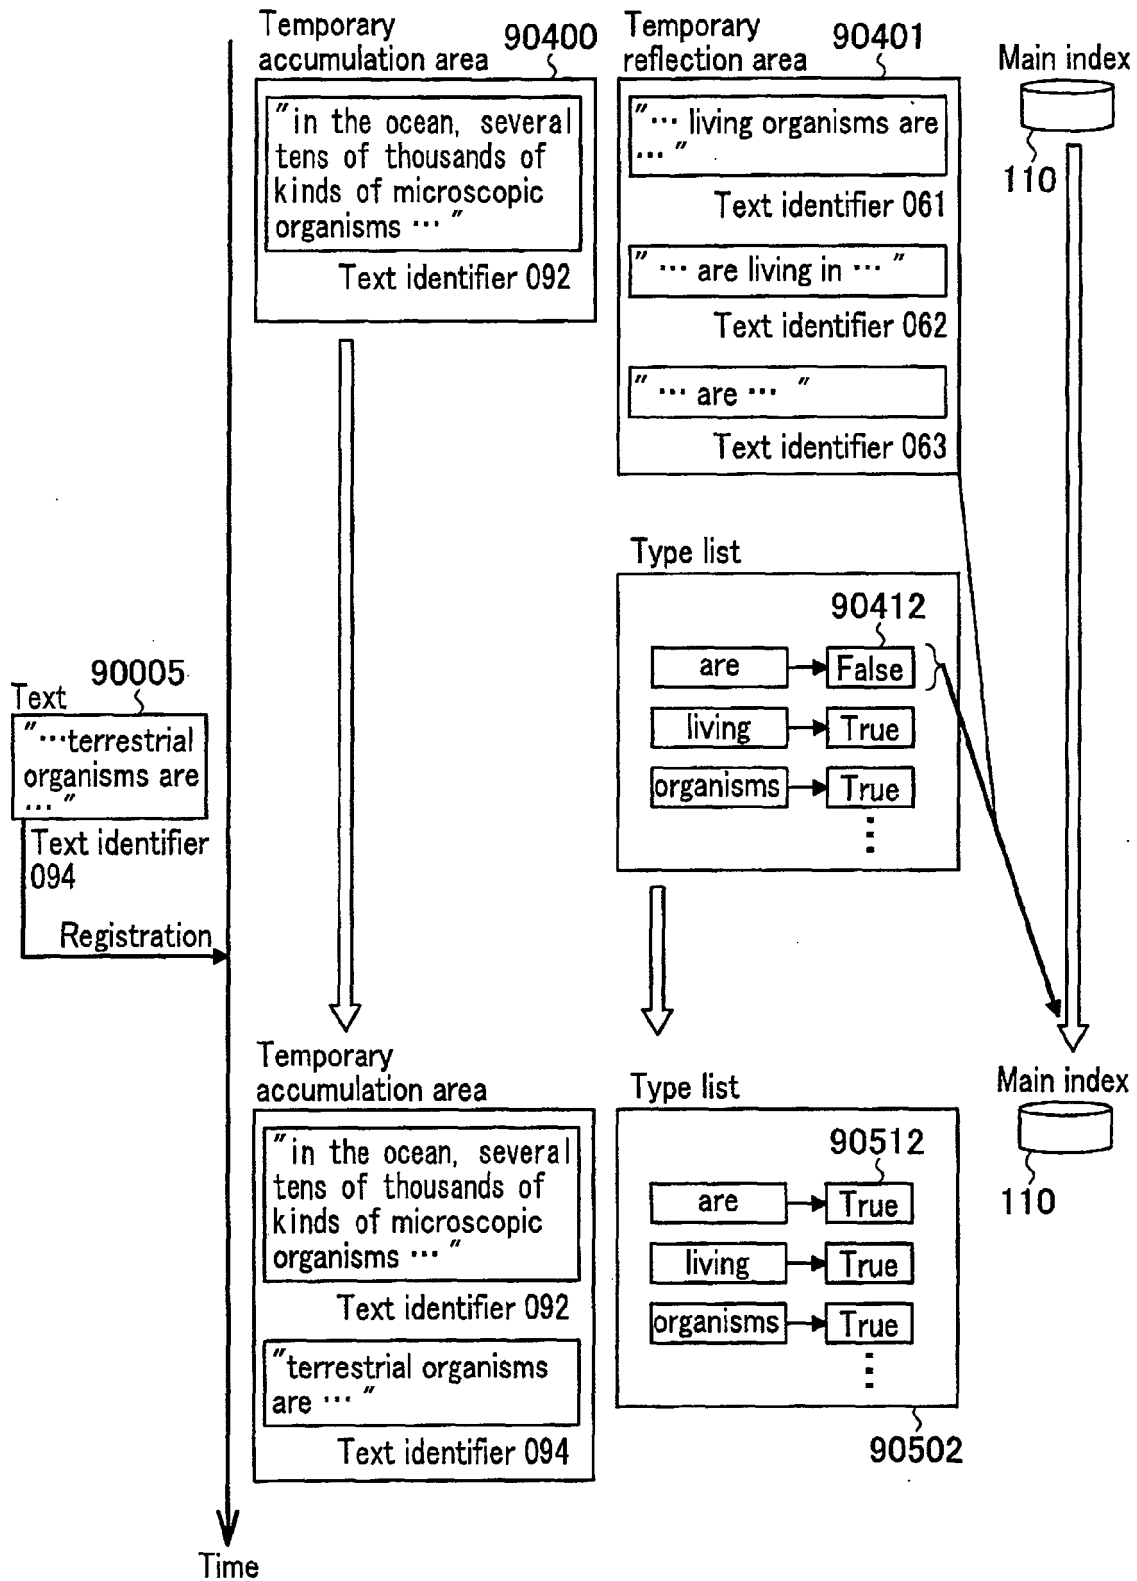 Temporary
accumulation area
90400
"in the ocean, several
tens of thousands of
kinds of microscopic
organisms ··· "
Text identifier 092
Temporary
reflection area
90401
"··· living organisms are
··· "
Text identifier 061
" ··· are living in ··· "
Text identifier 062
" ··· are ··· "
Text identifier 063
Main index
110
Type list
90412
are
False
living
True
organisms
True
90005
Text
"···terrestrial
organisms are
··· "
Text identifier
094
Registration
Temporary
accumulation area
"in the ocean, several
tens of thousands of
kinds of microscopic
organisms ··· "
Text identifier 092
"terrestrial organisms
are ··· "
Text identifier 094
Type list
90512
are
True
living
True
organisms
True
90502
Main index
110
Time